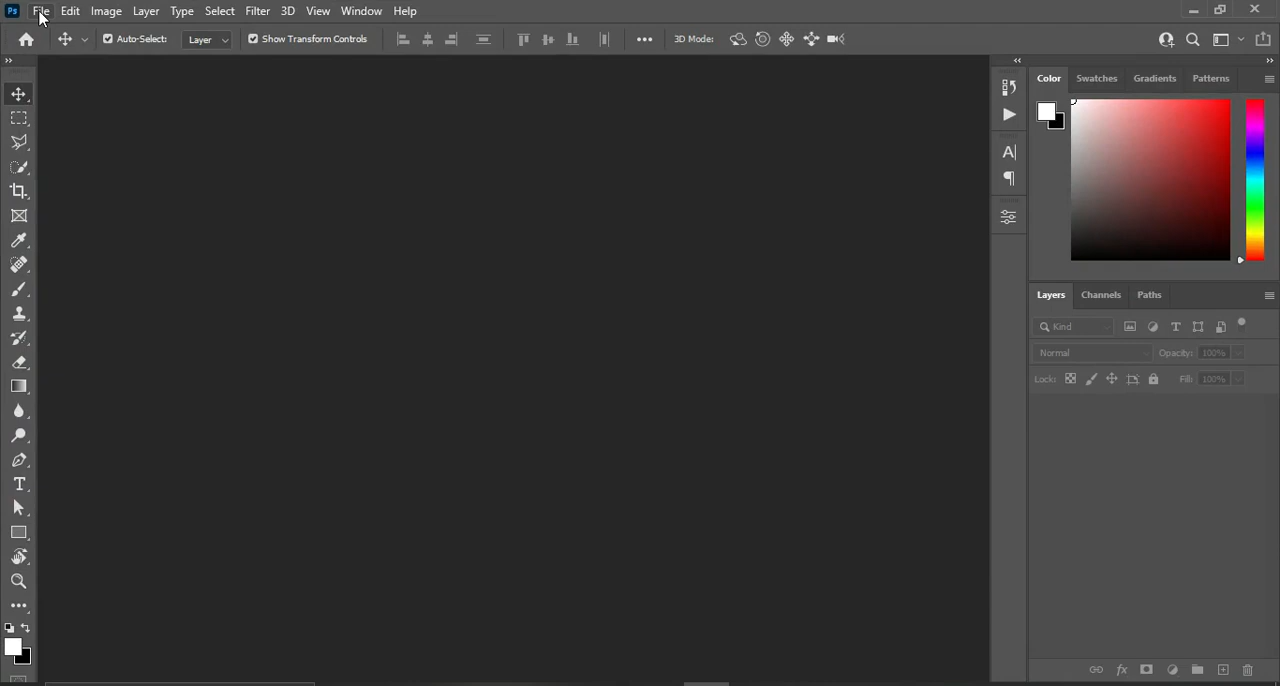 Ps File Edit Image Layer Type Select Filter 3D View Window Help
Auto-Select: Layer Show Transform Controls 3D Mode:
Color Swatches Gradients Patterns
A
Layers Channels Paths
Kind T
Normal Opacity: 100%
Lock: Fill: 100%
T
fx